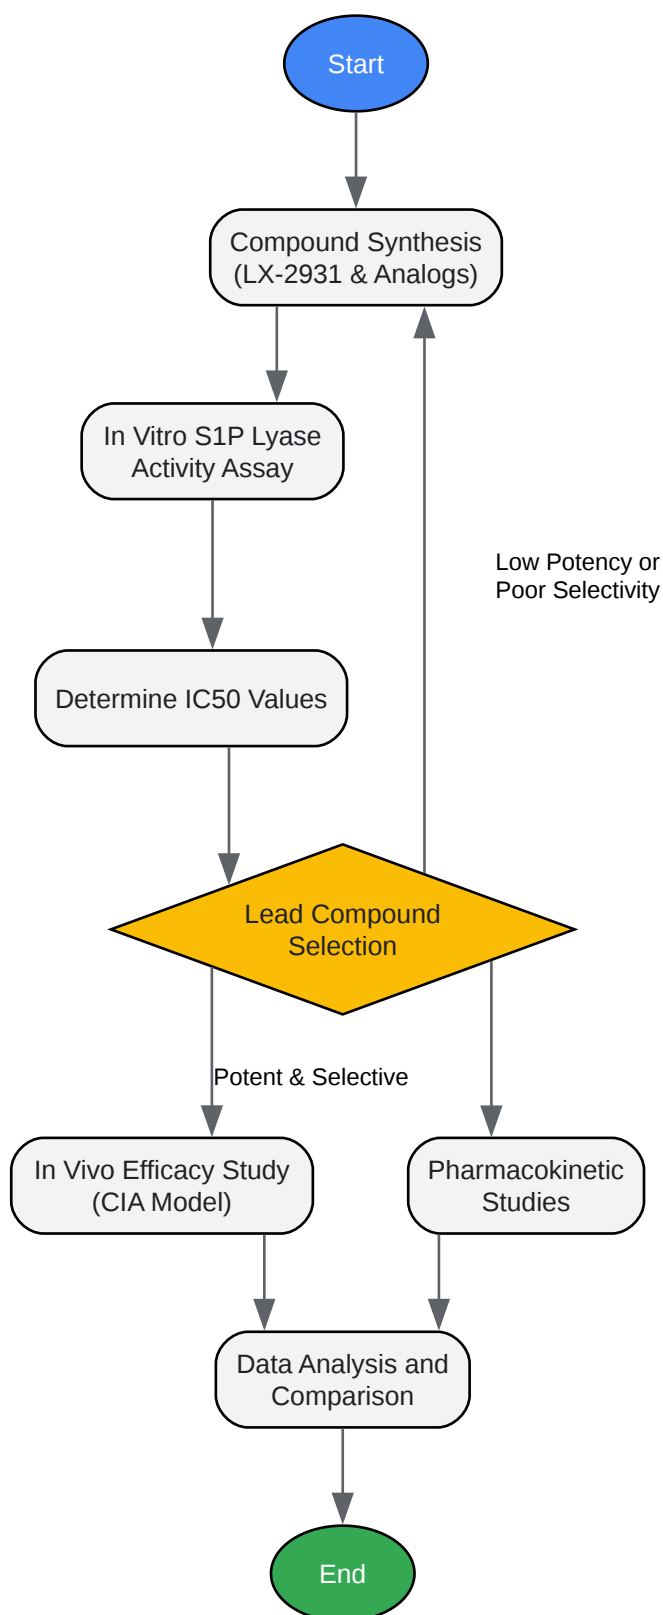 Start
Compound Synthesis
(LX-2931 & Analogs)
In Vitro S1P Lyase
Activity Assay
Low Potency or
Poor Selectivity
Determine IC50 Values
Lead Compound
Selection
Potent & Selective
In Vivo Efficacy Study
(CIA Model)
Pharmacokinetic
Studies
Data Analysis and
Comparison
End